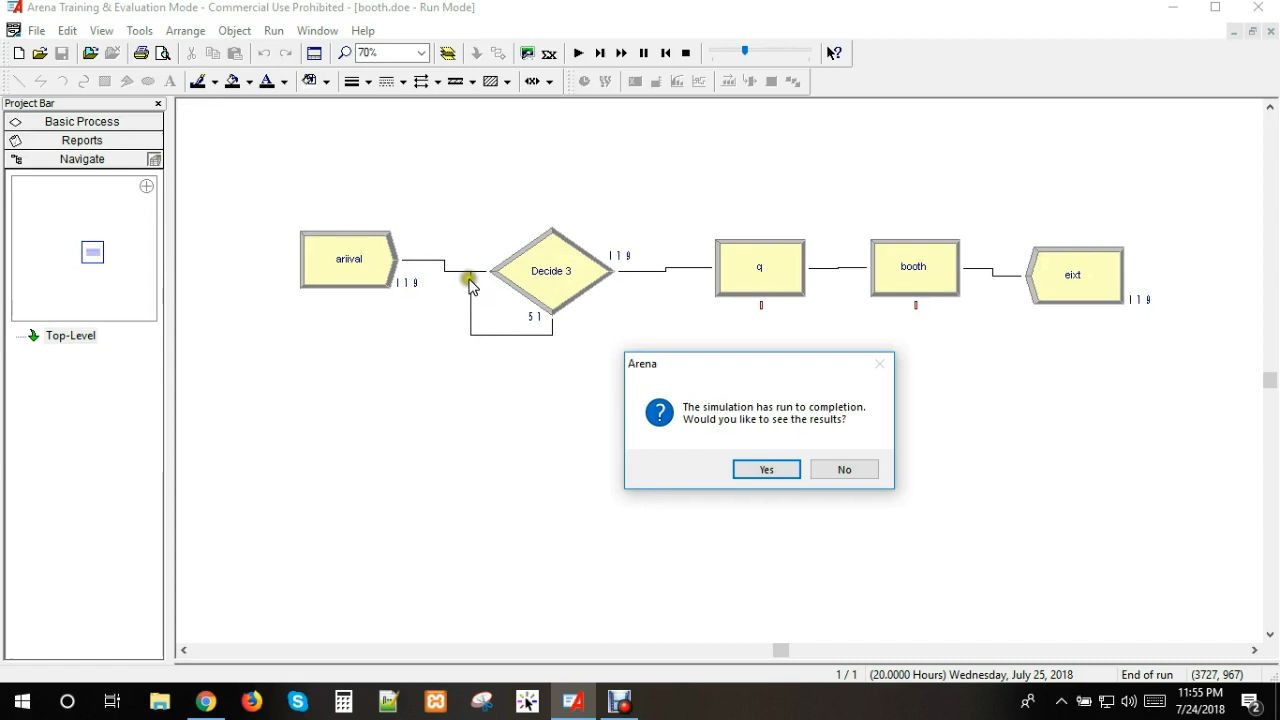 Arena Training & Evaluation Mode - Commercial Use Prohibited - [booth.doe - Run Mode]
File Edit View Tools Arrange Object Run Window Help
70%
Project Bar
Basic Process
Reports
Navigate
Top-Level
ariival
119
Decide 3
119
51
q
0
booth
0
eixt
119
Arena
The simulation has run to completion.
Would you like to see the results?
Yes
No
1 / 1
(20.0000 Hours) Wednesday, July 25, 2018
End of run
(3727, 967)
11:55 PM
7/24/2018
2